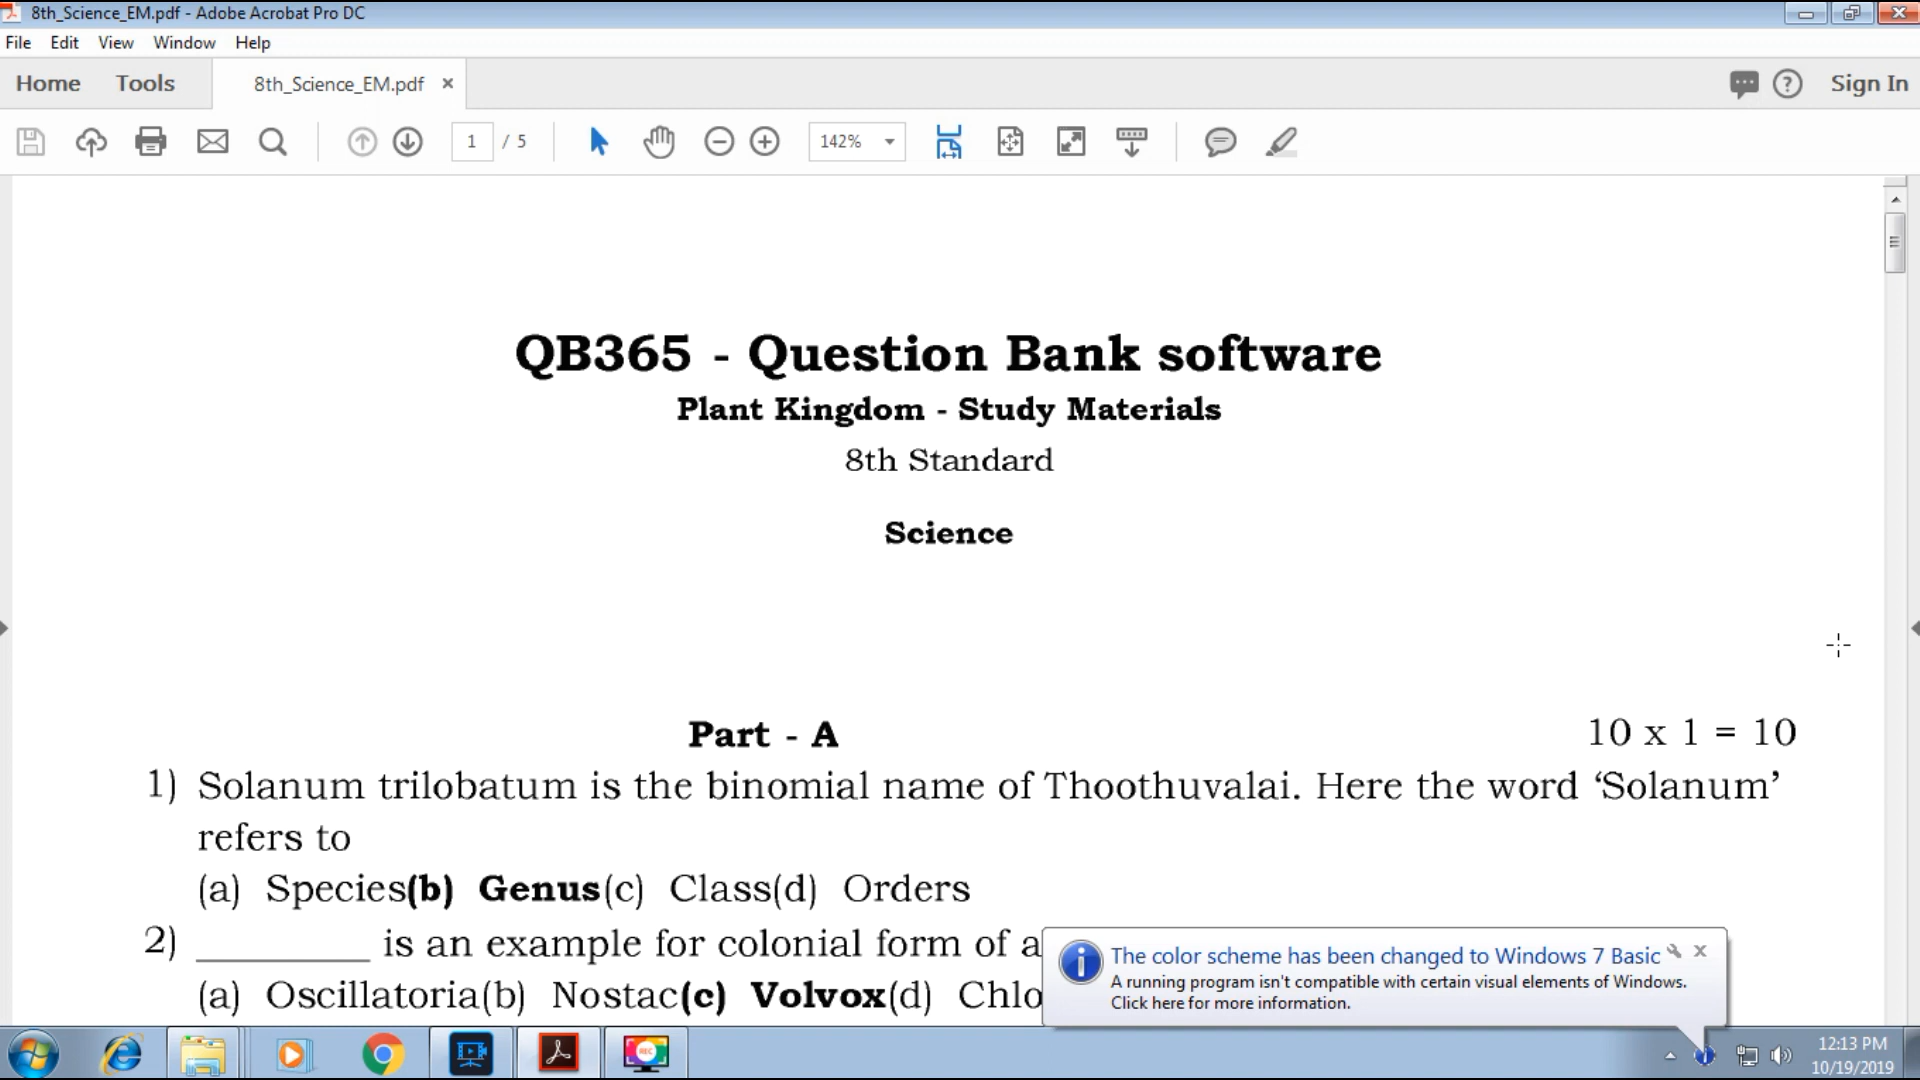 8th_Science_EM.pdf - Adobe Acrobat Pro DC
File Edit View Window Help
Home Tools 8th_Science_EM.pdf × Sign In
1 / 5 142%
QB365 - Question Bank software
Plant Kingdom - Study Materials
8th Standard
Science
Part - A 10 x 1 = 10
1) Solanum trilobatum is the binomial name of Thoothuvalai. Here the word ‘Solanum’
refers to
(a) Species(b) Genus(c) Class(d) Orders
2) _________ is an example for colonial form of a
(a) Oscillatoria(b) Nostac(c) Volvox(d) Chlo
The color scheme has been changed to Windows 7 Basic
A running program isn't compatible with certain visual elements of Windows.
Click here for more information.
REC
12:13 PM
10/19/2019